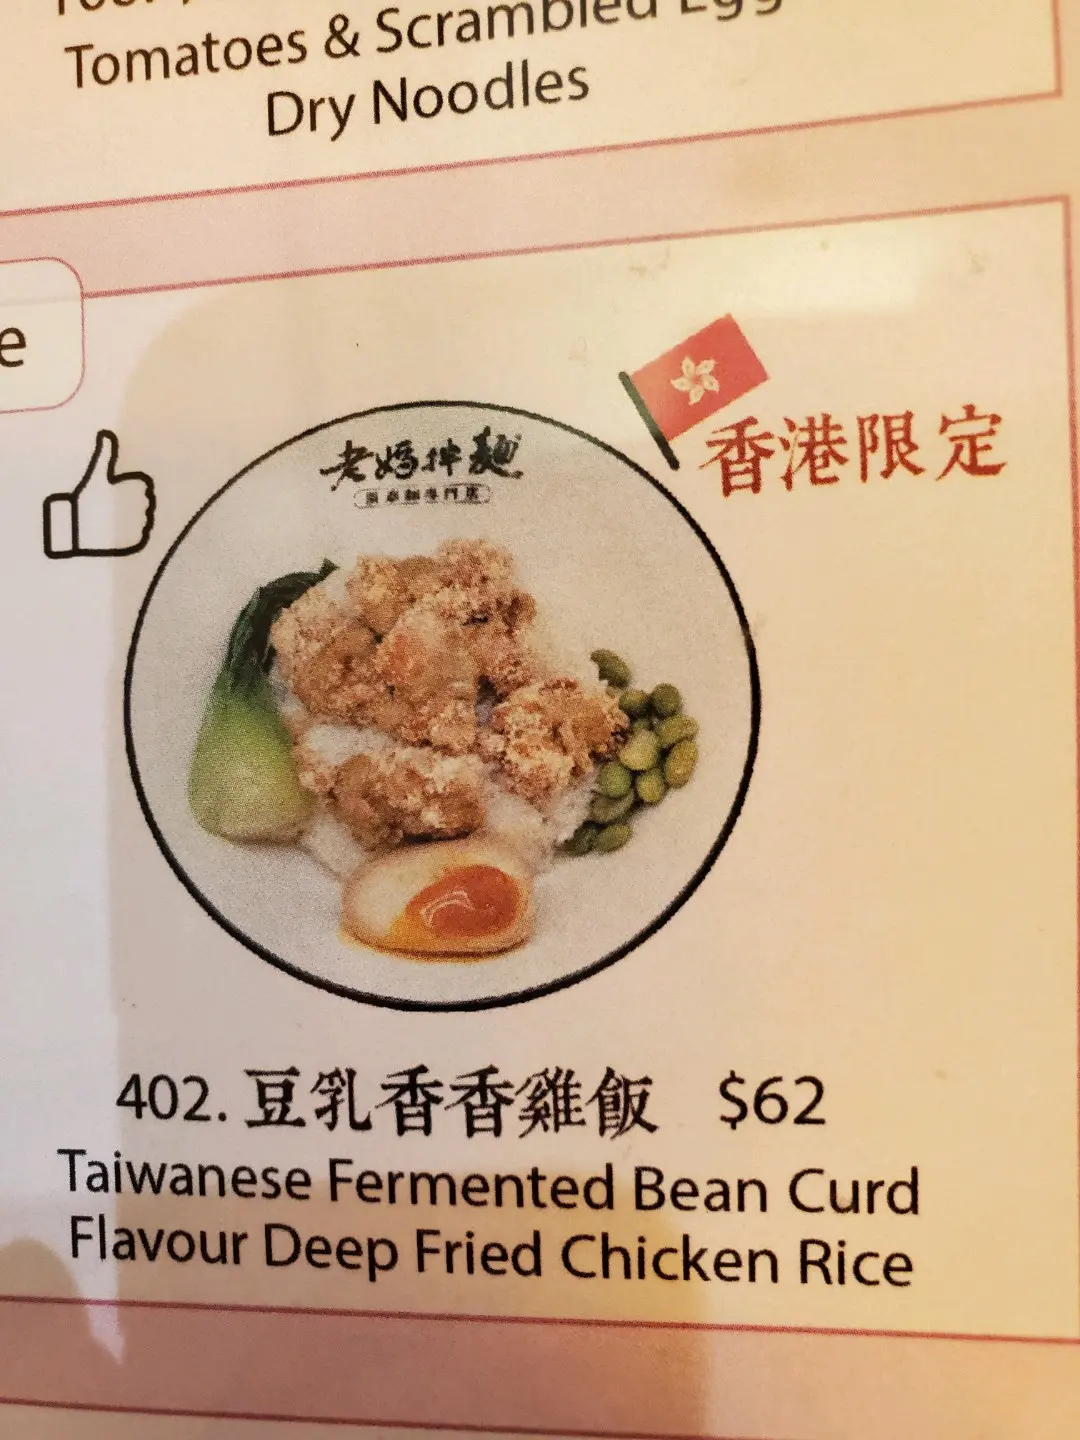 Tomatoes & Scrambled Egg
Dry Noodles
e
香港限定
老媽拌麵
402. 豆乳香香雞飯 $62
Taiwanese Fermented Bean Curd
Flavour Deep Fried Chicken Rice